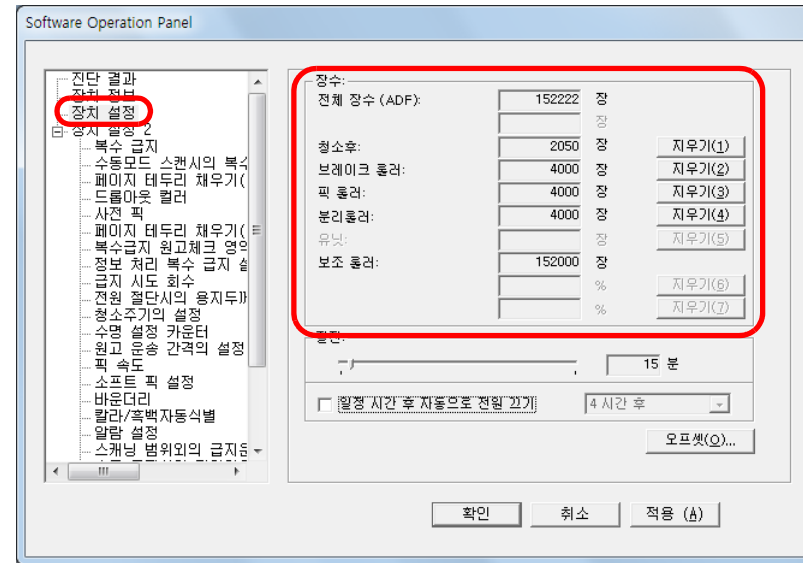 Software Operation Panel
진단 결과
장치 정보
장치 설정
장치 설정 2
복수 급지
수동모드 스캔시의 복수
페이지 테두리 채우기(
드롭아웃 컬러
사전 픽
페이지 테두리 채우기(
복수급지 원고체크 영역
정보 처리 복수 급지 설
급지 시도 회수
전원 절단시의 용지두께
청소주기의 설정
수명 설정 카운터
원고 운송 간격의 설정
픽 속도
소프트 픽 설정
바운더리
칼라/흑백자동식별
알람 설정
스캐닝 범위외의 급지운
장수:
전체 장수 (ADF): 152222 장
장
청소후: 2050 장 지우기(1)
브레이크 롤러: 4000 장 지우기(2)
픽 롤러: 4000 장 지우기(3)
분리롤러: 4000 장 지우기(4)
유닛: 장 지우기(5)
보조 롤러: 152000 장
% 지우기(6)
% 지우기(7)
15 분
일정 시간 후 자동으로 전원 끄기 4 시간 후
오프셋(O)...
확인 취소 적용 (A)